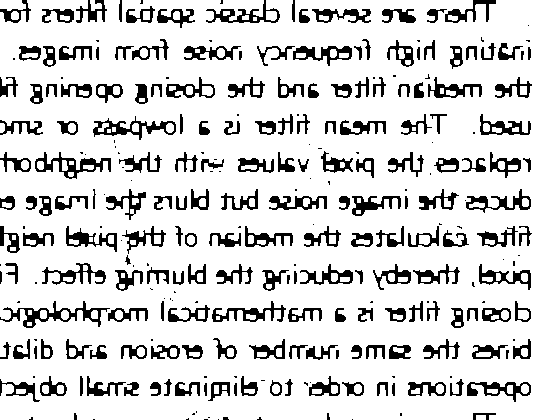 There are several classic spatial filters for
inating high frequency noise from images.
the median filter and the closing opening fil
used. The mean filter is a lowpass or smo
replaces the pixel values with the neighborh
duces the image noise but blurs the image e
filter calculates the median of the pixel neigh
pixel, thereby reducing the blurring effect. Fi
closing filter is a mathematical morphologic
bines the same number of erosion and dilat
operations in order to eliminate small object